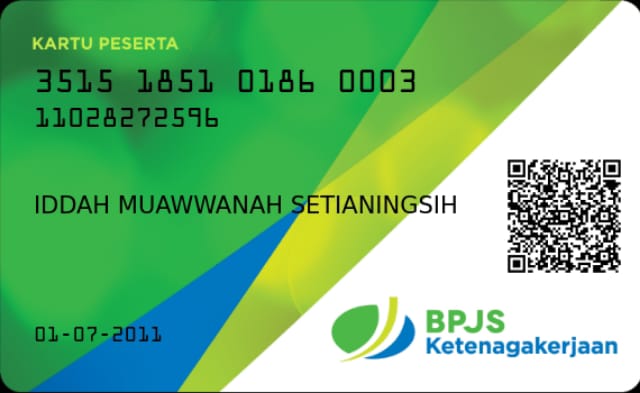 KARTU PESERTA
3515 1851 0186 0003
11028272596
IDDAH MUAWWANAH SETIANINGSIH
01-07-2011
BPJS
Ketenagakerjaan